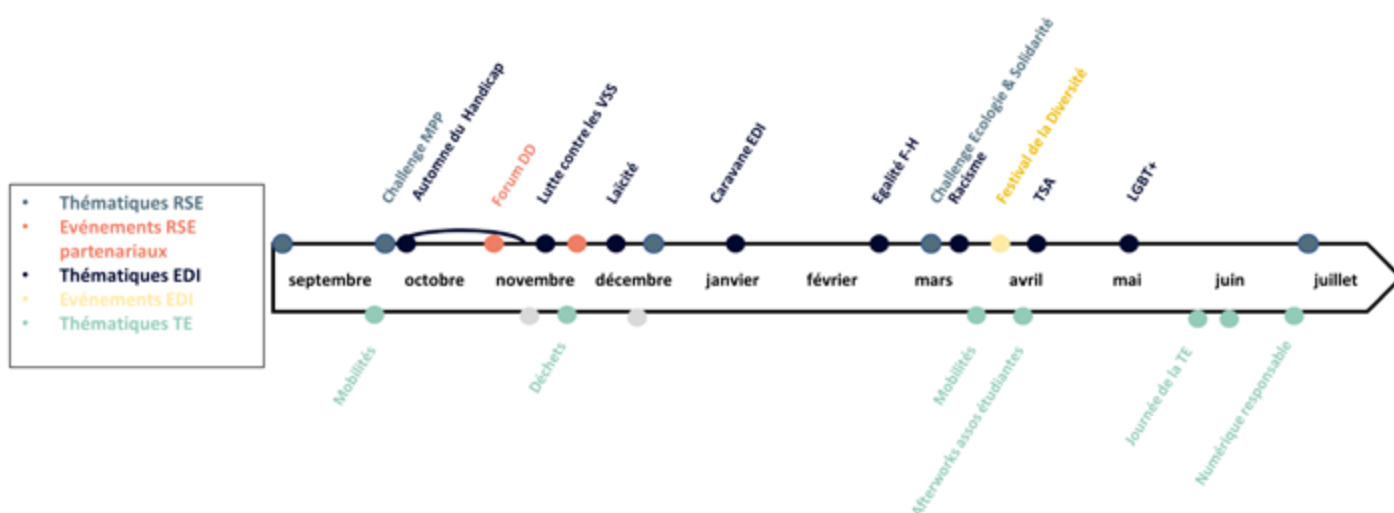 Thématiques RSE
Evénements RSE
partenariaux
Thématiques EDI
Evénements EDI
Thématiques TE
Challenge MPP
Automne du Handicap
Forum DD
Lutte contre les VSS
Laïcité
Caravane EDI
Egalité F-H
Challenge Ecologie & Solidarité
Racisme
Festival de la Diversité
TSA
LGBT+
septembre
octobre
novembre
décembre
janvier
février
mars
avril
mai
juin
juillet
Mobilités
Déchets
Mobilités
Afterworks assos étudiantes
Journée de la TE
Numérique responsable